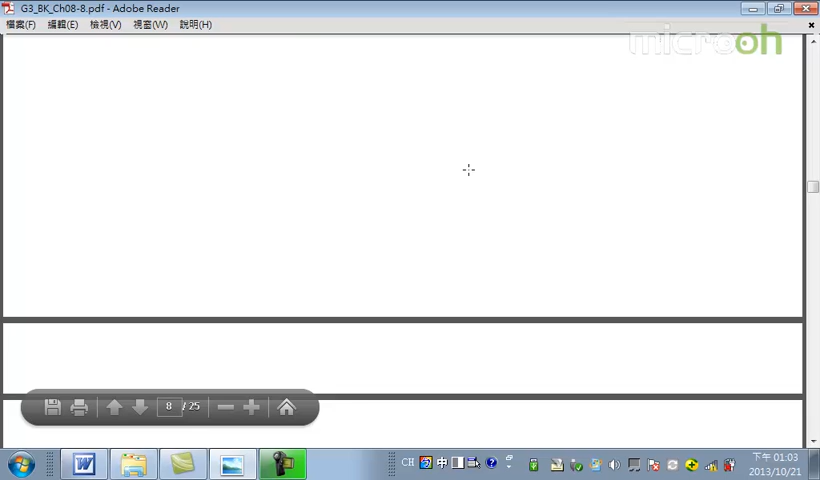 G3_BK_Ch08-8.pdf - Adobe Reader
檔案(F) 編輯(E) 檢視(V) 視窗(W) 說明(H)
microoh
8 / 25
CH 中
下午 01:03
2013/10/21